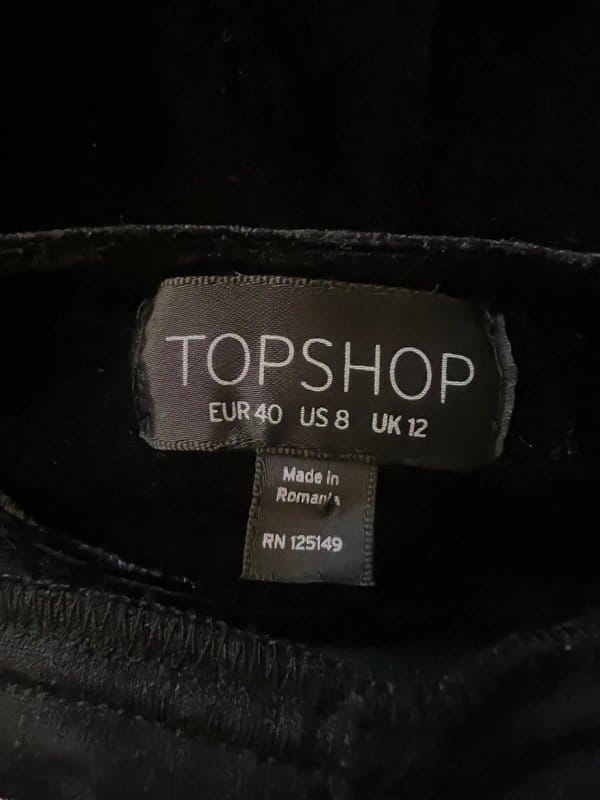 TOPSHOP
EUR 40 US 8 UK 12
Made in
Romania
RN 125149